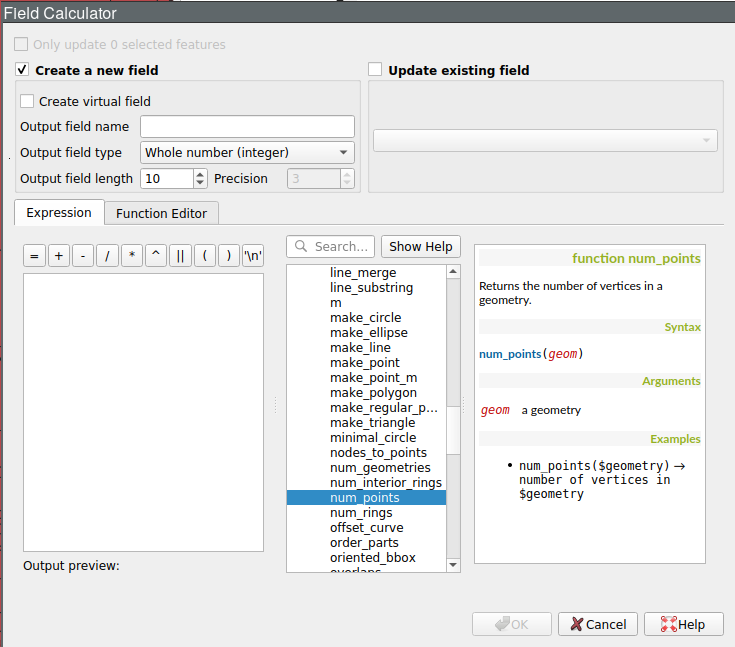 Field Calculator
Only update 0 selected features
Create a new field
Update existing field
Create virtual field
Output field name
Output field type Whole number (integer)
Output field length 10 Precision 3
Expression Function Editor
= + - / * ^ || ( ) '\n'
Search... Show Help
line_merge
line_substring
m
make_circle
make_ellipse
make_line
make_point
make_point_m
make_polygon
make_regular_p...
make_triangle
minimal_circle
nodes_to_points
num_geometries
num_interior_rings
num_points
num_rings
offset_curve
order_parts
oriented_bbox
overlaps
function num_points
Returns the number of vertices in a
geometry.
Syntax
num_points(geom)
Arguments
geom a geometry
Examples
• num_points($geometry) → 
number of vertices in
$geometry
Output preview:
OK Cancel Help